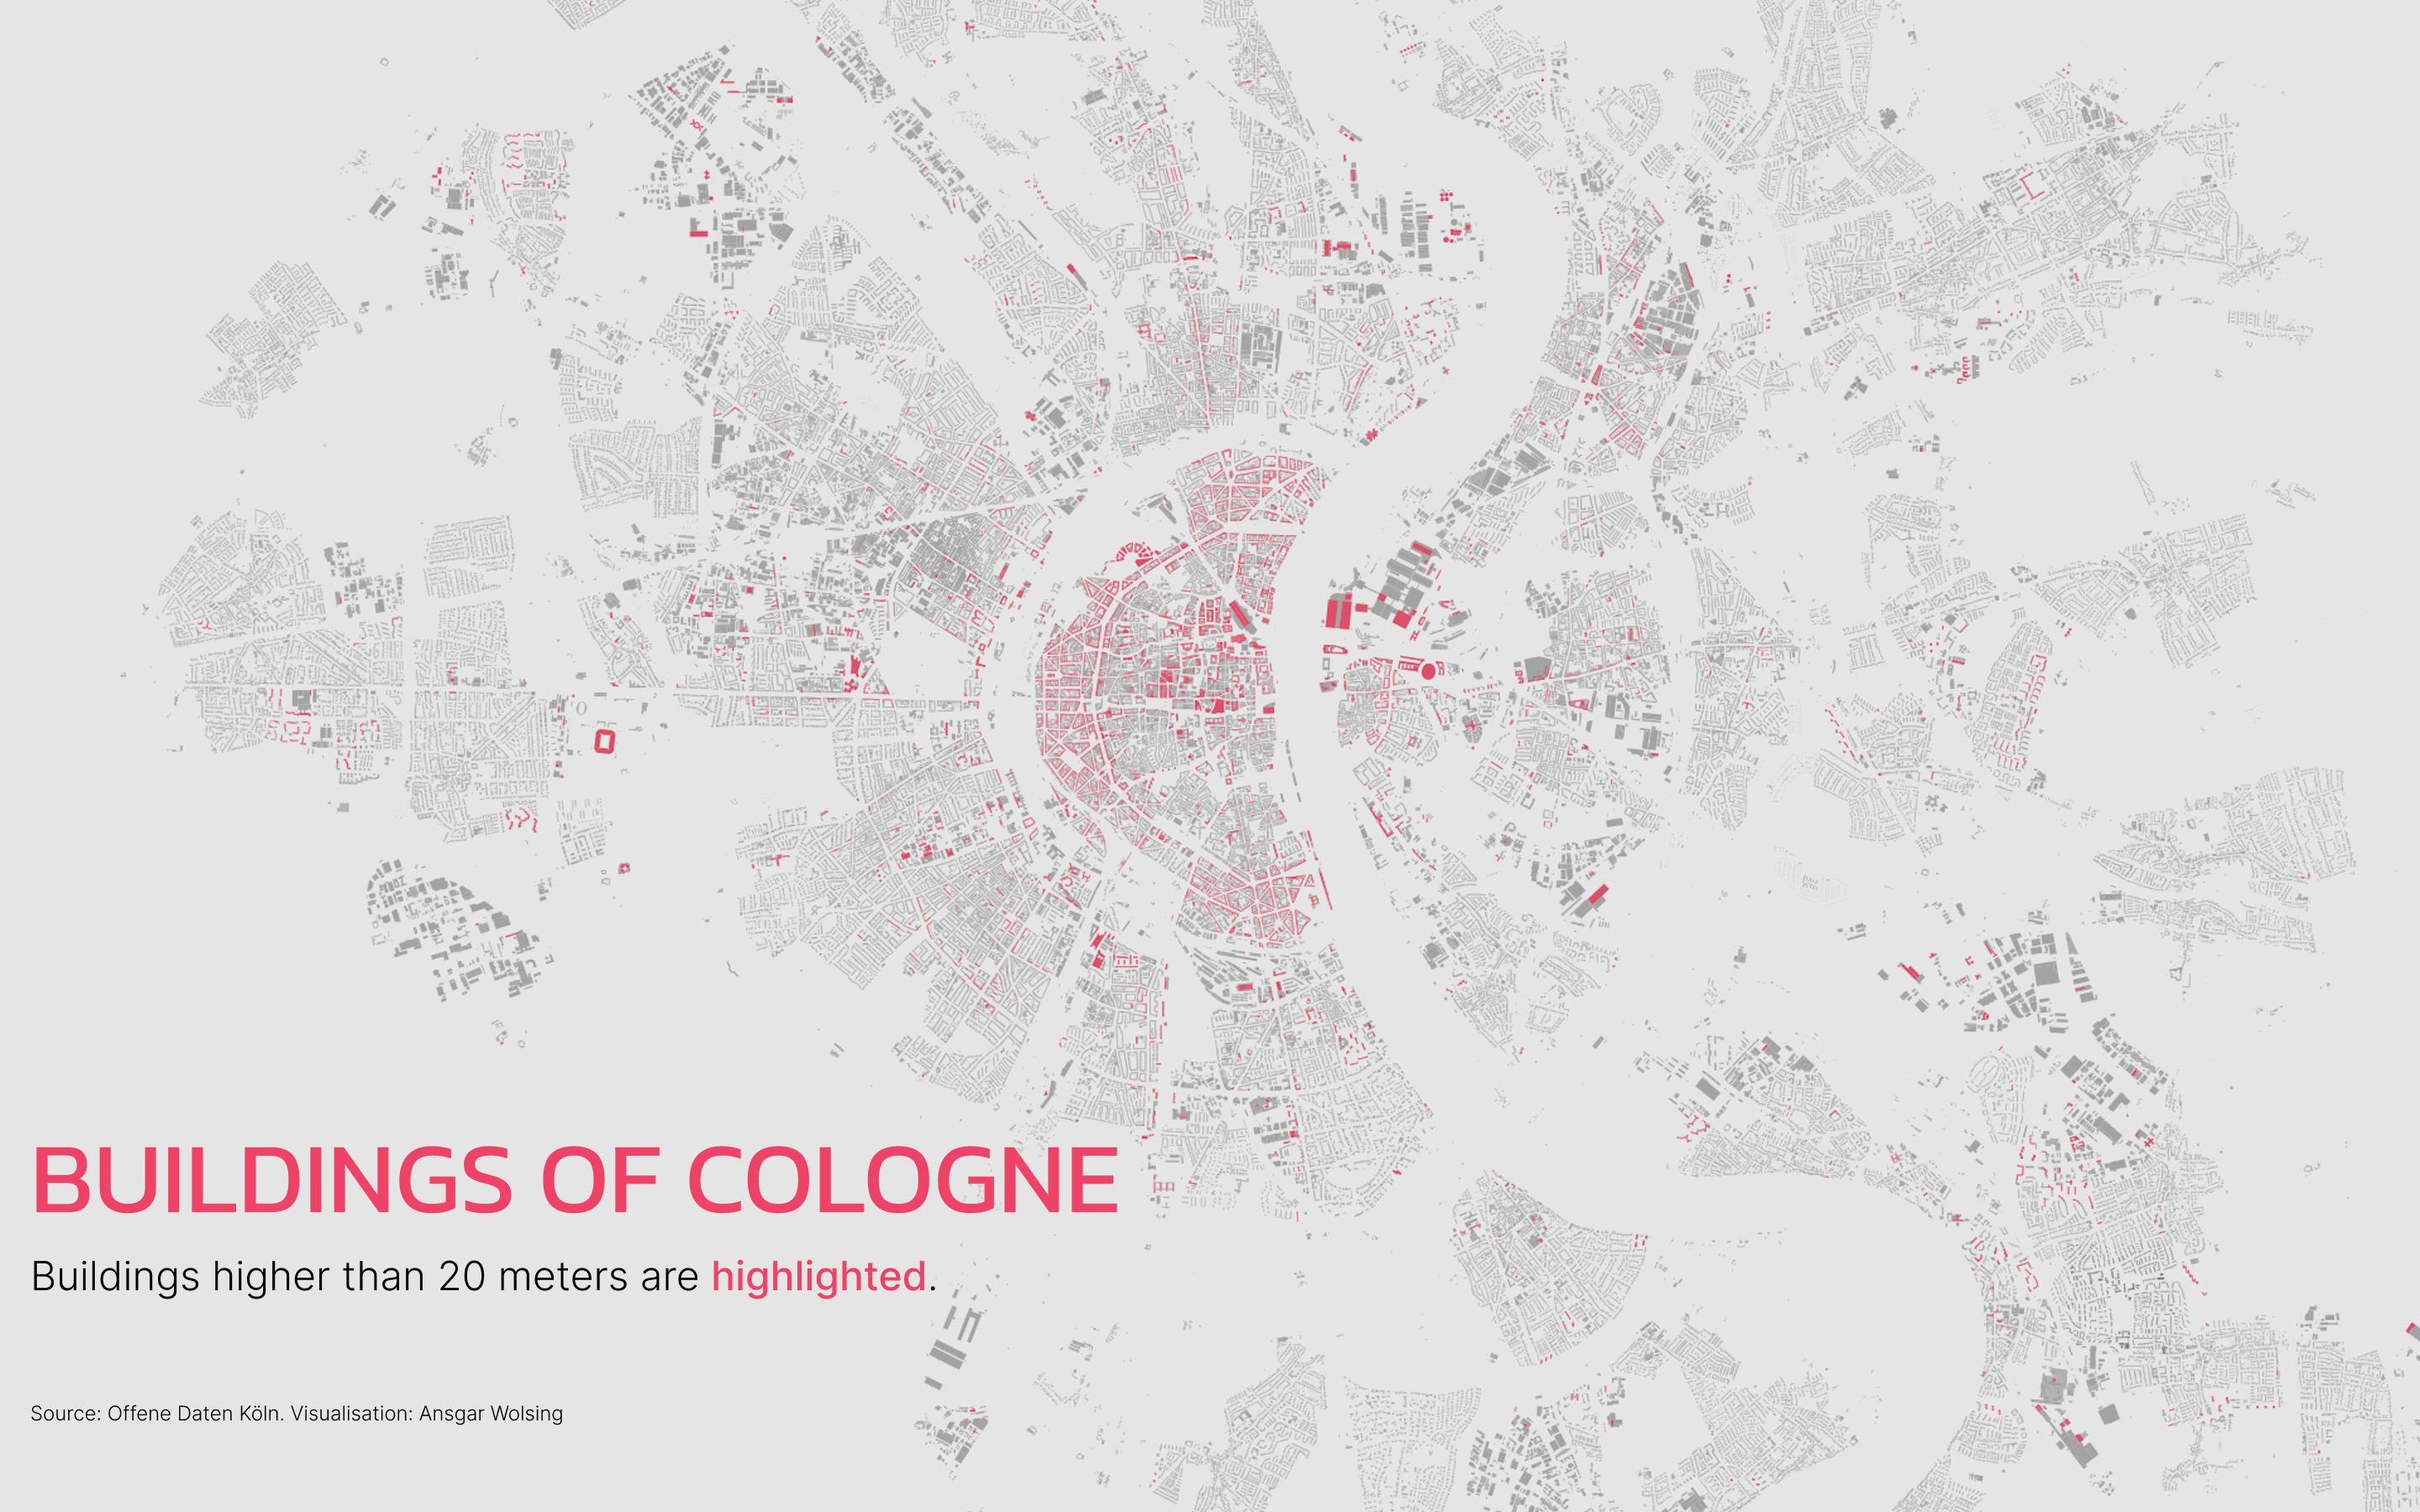 BUILDINGS OF COLOGNE
Buildings higher than 20 meters are highlighted.
Source: Offene Daten Köln. Visualisation: Ansgar Wolsing